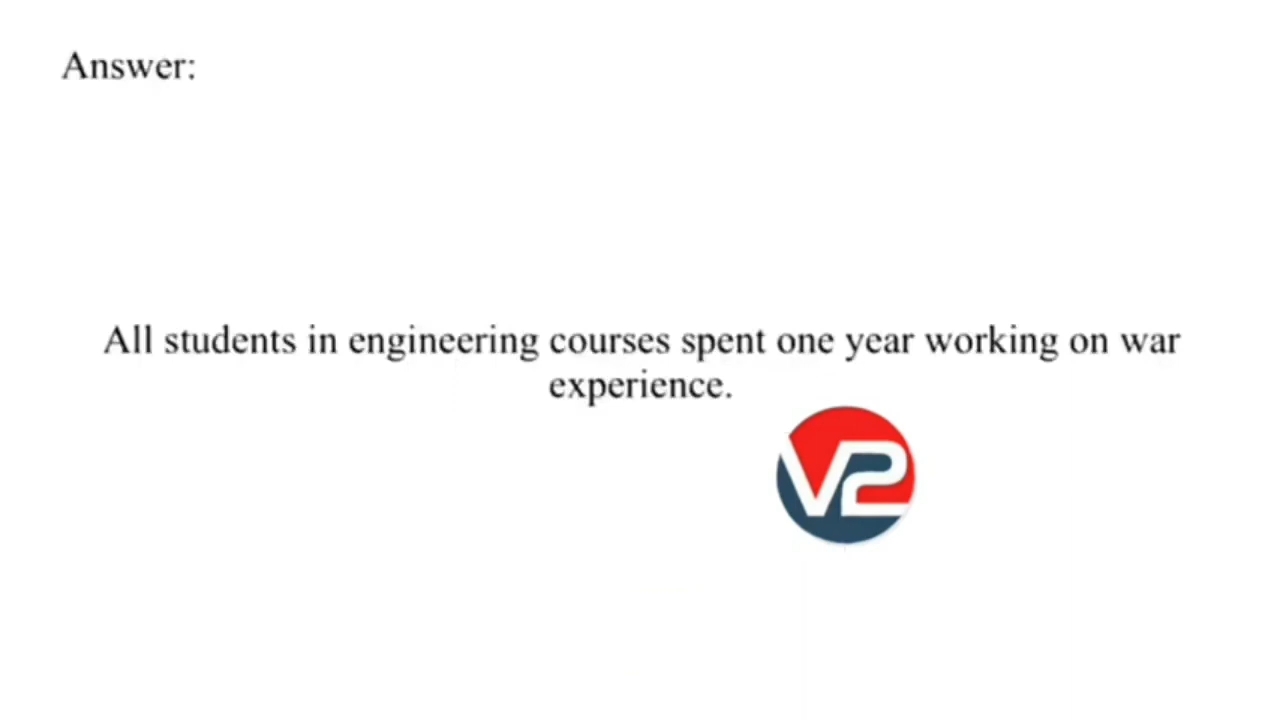 Answer:
All students in engineering courses spent one year working on war
experience.
V2